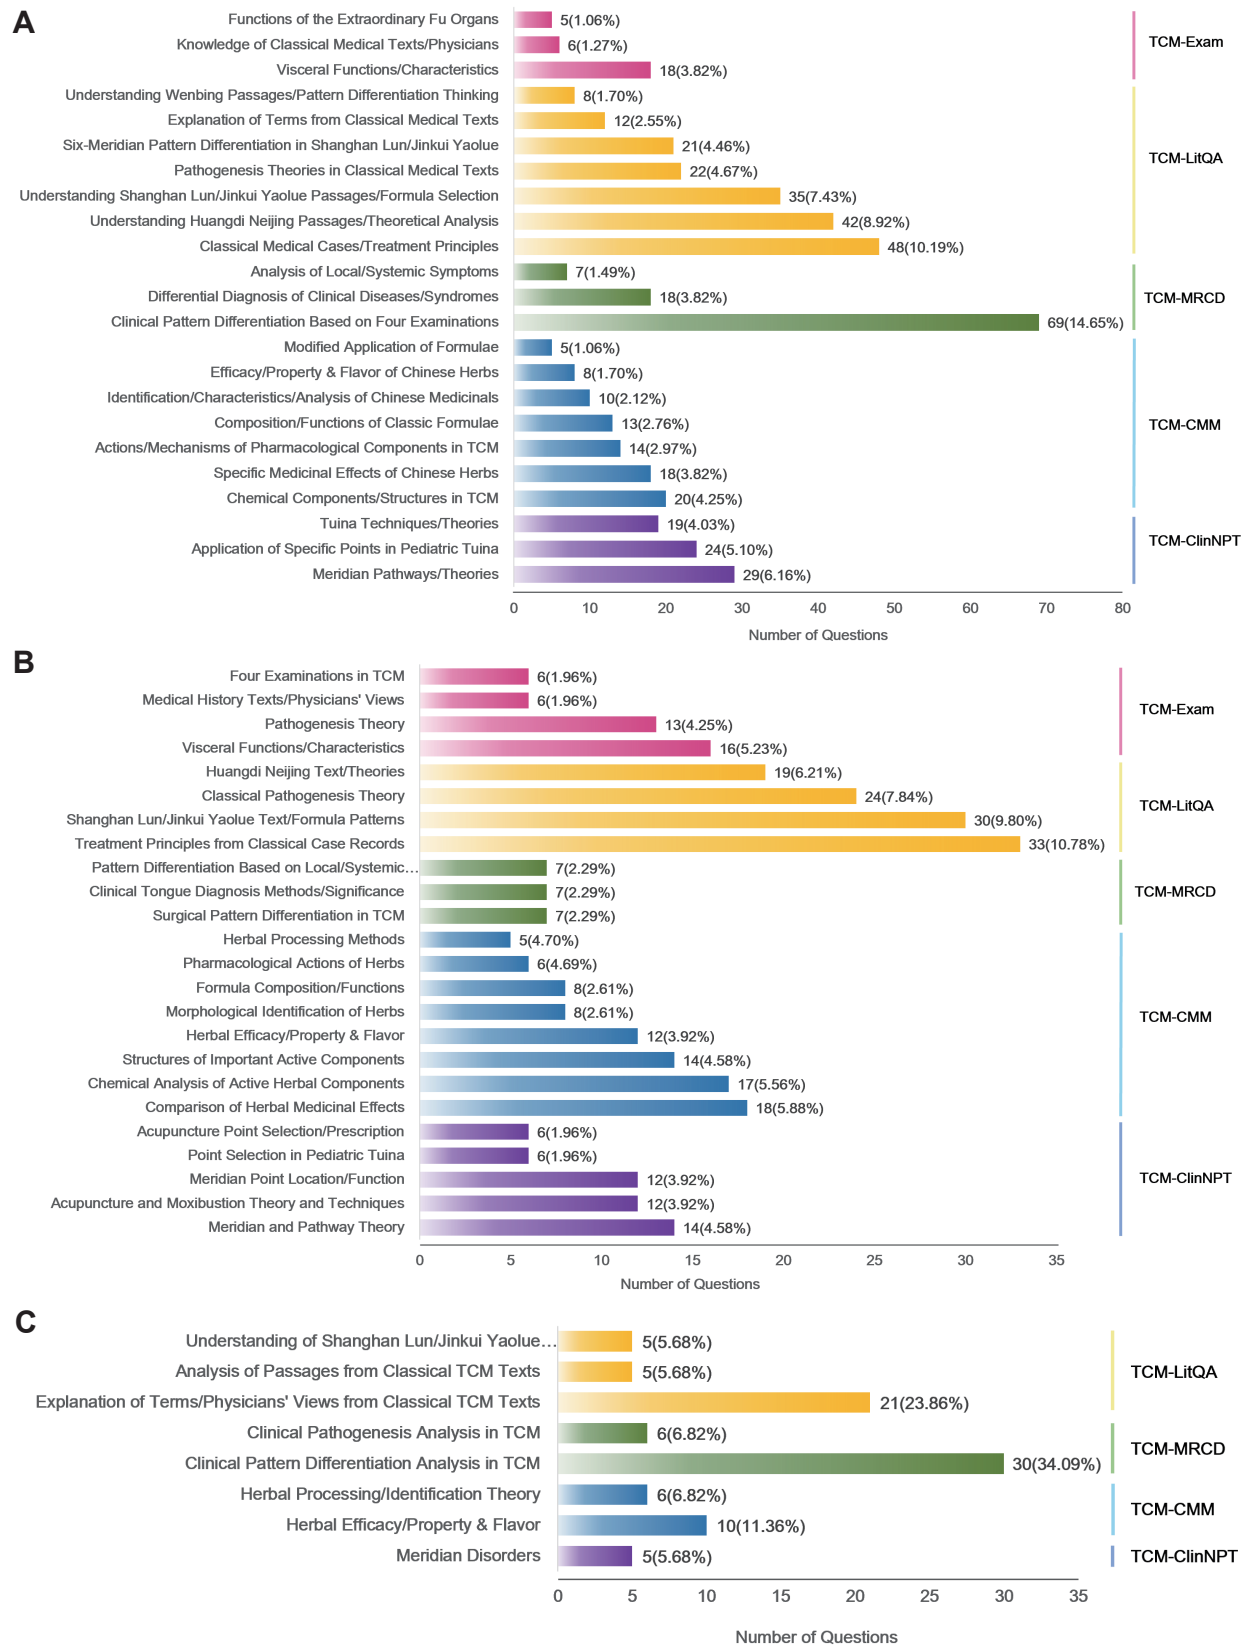 A
Functions of the Extraordinary Fu Organs 5(1.06%)
Knowledge of Classical Medical Texts/Physicians 6(1.27%)
TCM-Exam
Visceral Functions/Characteristics 18(3.82%)
Understanding Wenbing Passages/Pattern Differentiation Thinking 8(1.70%)
Explanation of Terms from Classical Medical Texts 12(2.55%)
Six-Meridian Pattern Differentiation in Shanghan Lun/Jinkui Yaolue 21(4.46%)
TCM-LitQA
Pathogenesis Theories in Classical Medical Texts 22(4.67%)
Understanding Shanghan Lun/Jinkui Yaolue Passages/Formula Selection 35(7.43%)
Understanding Huangdi Neijing Passages/Theoretical Analysis 42(8.92%)
Classical Medical Cases/Treatment Principles 48(10.19%)
Analysis of Local/Systemic Symptoms 7(1.49%)
Differential Diagnosis of Clinical Diseases/Syndromes 18(3.82%)
TCM-MRCD
Clinical Pattern Differentiation Based on Four Examinations 69(14.65%)
Modified Application of Formulae 5(1.06%)
Efficacy/Property & Flavor of Chinese Herbs 8(1.70%)
Identification/Characteristics/Analysis of Chinese Medicinals 10(2.12%)
Composition/Functions of Classic Formulae 13(2.76%)
TCM-CMM
Actions/Mechanisms of Pharmacological Components in TCM 14(2.97%)
Specific Medicinal Effects of Chinese Herbs 18(3.82%)
Chemical Components/Structures in TCM 20(4.25%)
Tuina Techniques/Theories 19(4.03%)
TCM-ClinNPT
Application of Specific Points in Pediatric Tuina 24(5.10%)
Meridian Pathways/Theories 29(6.16%)
0 10 20 30 40 50 60 70 80
Number of Questions
B
Four Examinations in TCM 6(1.96%)
Medical History Texts/Physicians' Views 6(1.96%)
TCM-Exam
Pathogenesis Theory 13(4.25%)
Visceral Functions/Characteristics 16(5.23%)
Huangdi Neijing Text/Theories 19(6.21%)
Classical Pathogenesis Theory 24(7.84%)
TCM-LitQA
Shanghan Lun/Jinkui Yaolue Text/Formula Patterns 30(9.80%)
Treatment Principles from Classical Case Records 33(10.78%)
Pattern Differentiation Based on Local/Systemic... 7(2.29%)
Clinical Tongue Diagnosis Methods/Significance 7(2.29%)
TCM-MRCD
Surgical Pattern Differentiation in TCM 7(2.29%)
Herbal Processing Methods 5(4.70%)
Pharmacological Actions of Herbs 6(4.69%)
Formula Composition/Functions 8(2.61%)
Morphological Identification of Herbs 8(2.61%)
TCM-CMM
Herbal Efficacy/Property & Flavor 12(3.92%)
Structures of Important Active Components 14(4.58%)
Chemical Analysis of Active Herbal Components 17(5.56%)
Comparison of Herbal Medicinal Effects 18(5.88%)
Acupuncture Point Selection/Prescription 6(1.96%)
Point Selection in Pediatric Tuina 6(1.96%)
Meridian Point Location/Function 12(3.92%)
TCM-ClinNPT
Acupuncture and Moxibustion Theory and Techniques 12(3.92%)
Meridian and Pathway Theory 14(4.58%)
0 5 10 15 20 25 30 35
Number of Questions
C
Understanding of Shanghan Lun/Jinkui Yaolue... 5(5.68%)
Analysis of Passages from Classical TCM Texts 5(5.68%)
TCM-LitQA
Explanation of Terms/Physicians' Views from Classical TCM Texts 21(23.86%)
Clinical Pathogenesis Analysis in TCM 6(6.82%)
TCM-MRCD
Clinical Pattern Differentiation Analysis in TCM 30(34.09%)
Herbal Processing/Identification Theory 6(6.82%)
TCM-CMM
Herbal Efficacy/Property & Flavor 10(11.36%)
Meridian Disorders 5(5.68%)
TCM-ClinNPT
0 5 10 15 20 25 30 35
Number of Questions